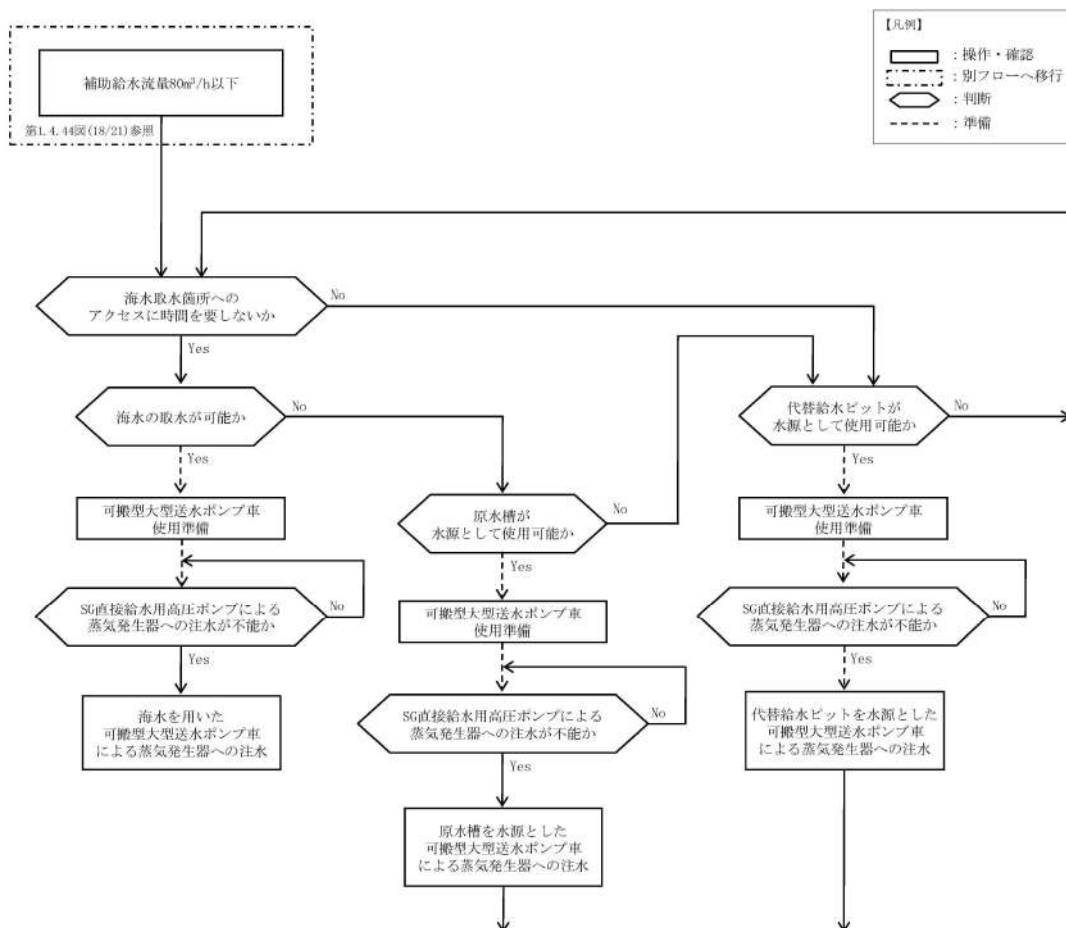 補助給水流量80m³/h以下
第1.4.44図(18/21)参照
【凡例】
：操作・確認
：別フローへ移行
：判断
：準備
海水取水箇所への
アクセスに時間を要しないか
No
Yes
海水の取水が可能か
No
Yes
可搬型大型送水ポンプ車
使用準備
SG直接給水用高圧ポンプによる
蒸気発生器への注水が不能か
No
Yes
海水を用いた
可搬型大型送水ポンプ車
による蒸気発生器への注水
原水槽が
水源として使用可能か
No
Yes
可搬型大型送水ポンプ車
使用準備
SG直接給水用高圧ポンプによる
蒸気発生器への注水が不能か
No
Yes
原水槽を水源とした
可搬型大型送水ポンプ車
による蒸気発生器への注水
代替給水ピットが
水源として使用可能か
No
Yes
可搬型大型送水ポンプ車
使用準備
SG直接給水用高圧ポンプによる
蒸気発生器への注水が不能か
No
Yes
代替給水ピットを水源とした
可搬型大型送水ポンプ車
による蒸気発生器への注水